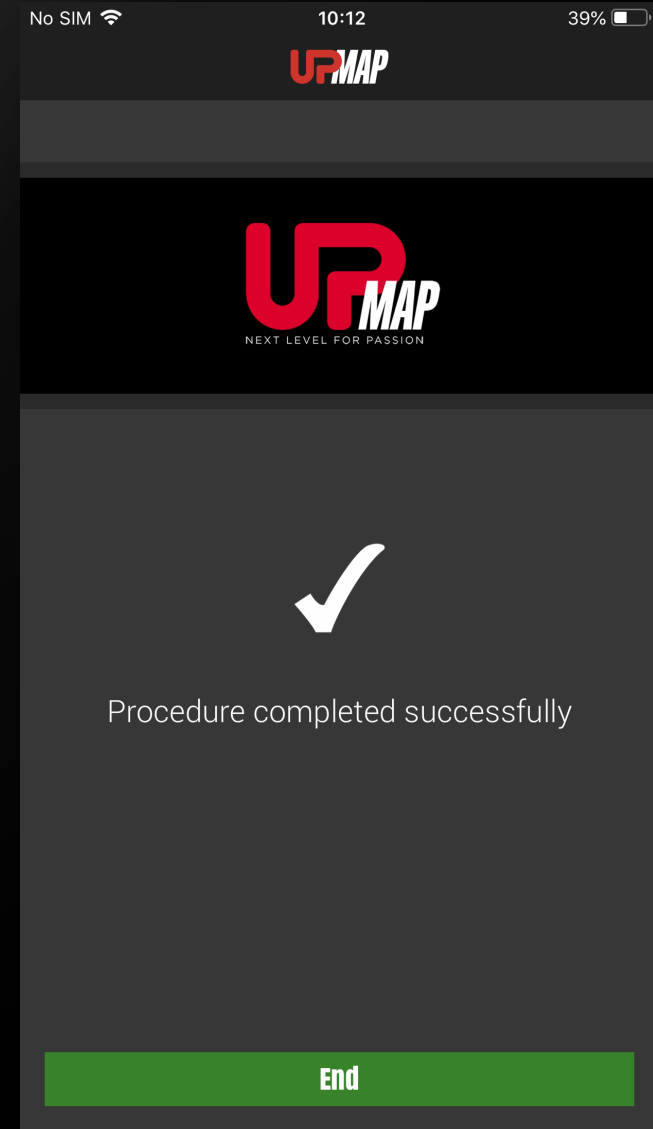 No SIM 10:12 39%
UPMAP
UPMAP
NEXT LEVEL FOR PASSION
Procedure completed successfully
End